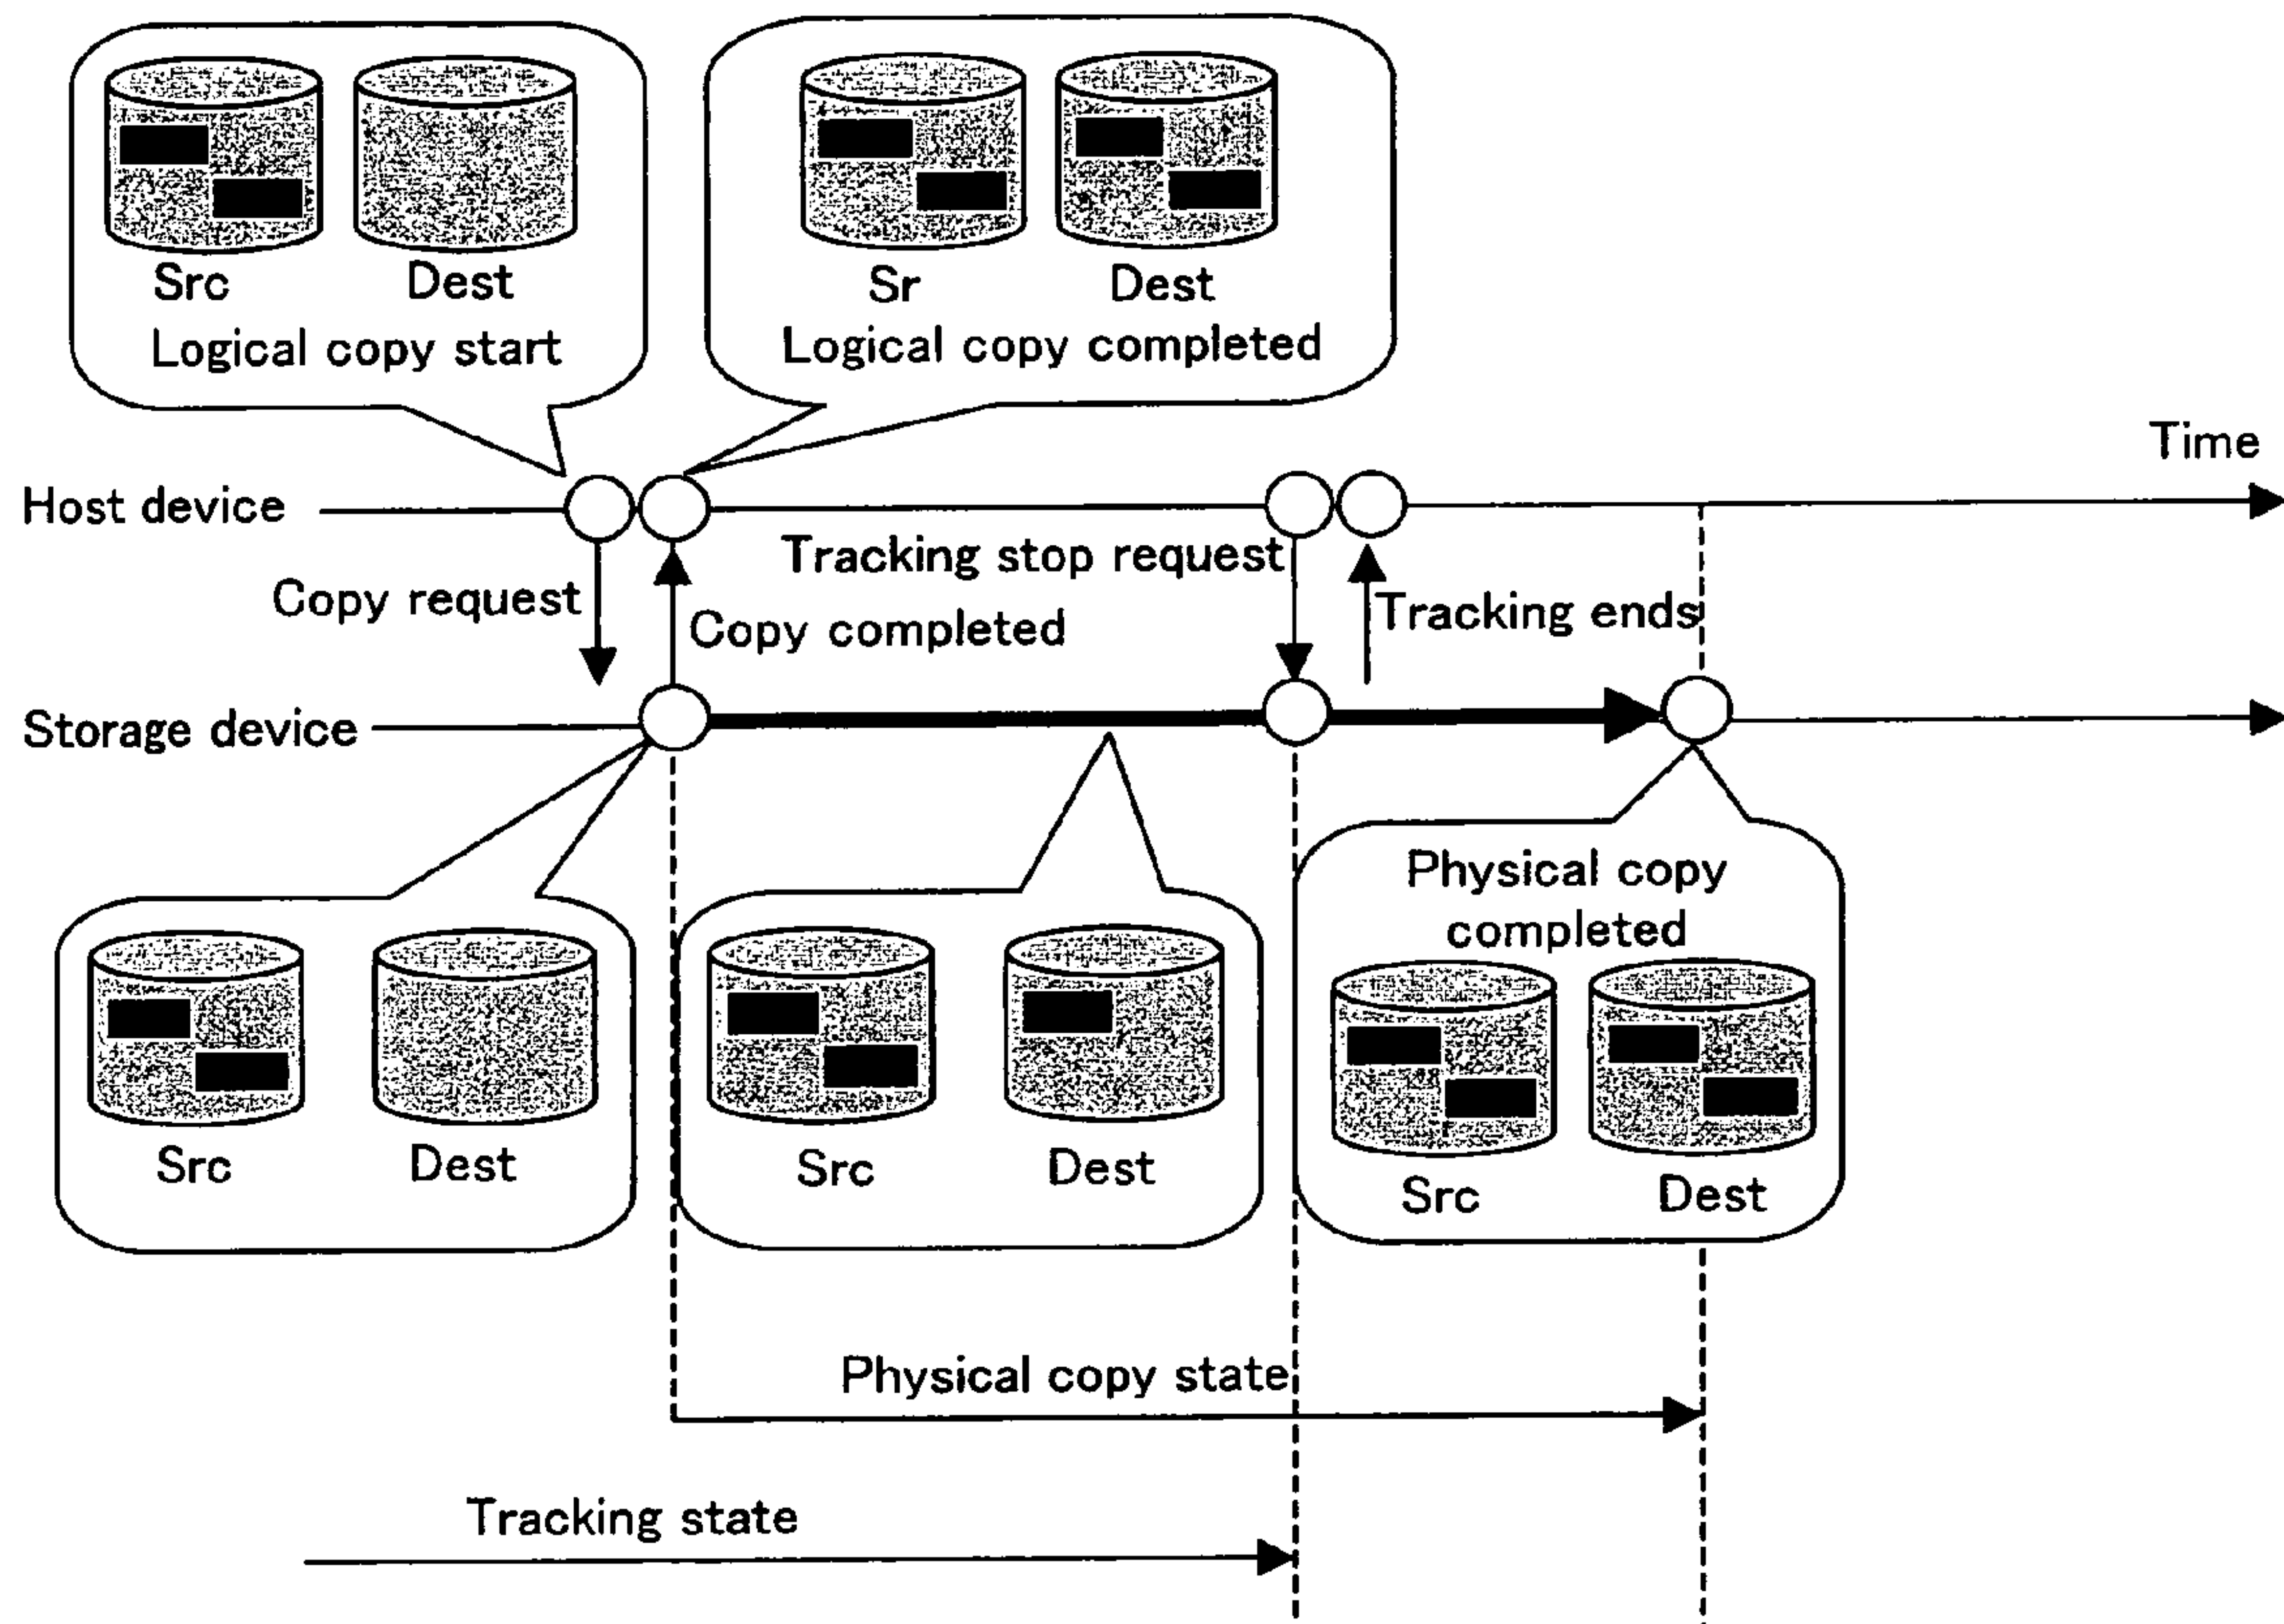 Src
Dest
Logical copy start
Sr
Dest
Logical copy completed
Time
Host device
Tracking stop request
Copy request
Copy completed
Tracking ends
Storage device
Src
Dest
Src
Dest
Physical copy
completed
Src
Dest
Physical copy state
Tracking state